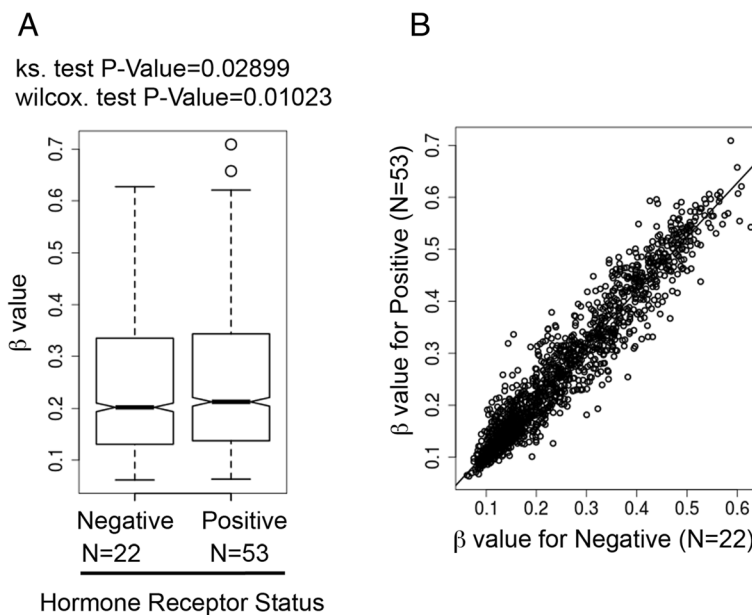 A
ks. test P-Value=0.02899
wilcox. test P-Value=0.01023
β value
0.7
0.6
0.5
0.4
0.3
0.2
0.1
Negative Positive
N=22 N=53
Hormone Receptor Status
B
β value for Positive (N=53)
0.7
0.6
0.5
0.4
0.3
0.2
0.1
0.1 0.2 0.3 0.4 0.5 0.6
β value for Negative (N=22)